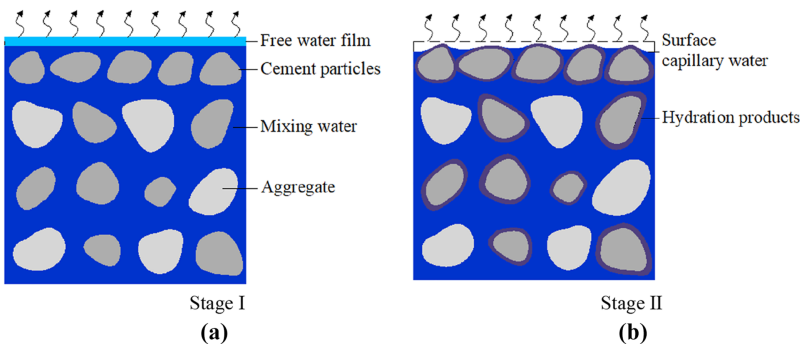 Free water film
Cement particles
Mixing water
Aggregate
Stage I
(a)
Surface
capillary water
Hydration products
Stage II
(b)